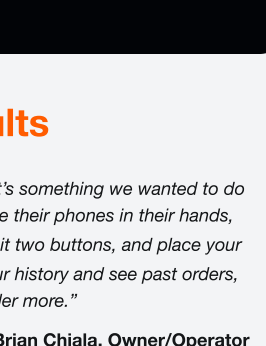 ults
t's something we wanted to do
e their phones in their hands,
it two buttons, and place your
ur history and see past orders,
der more.”
Brian Chiala, Owner/Operator